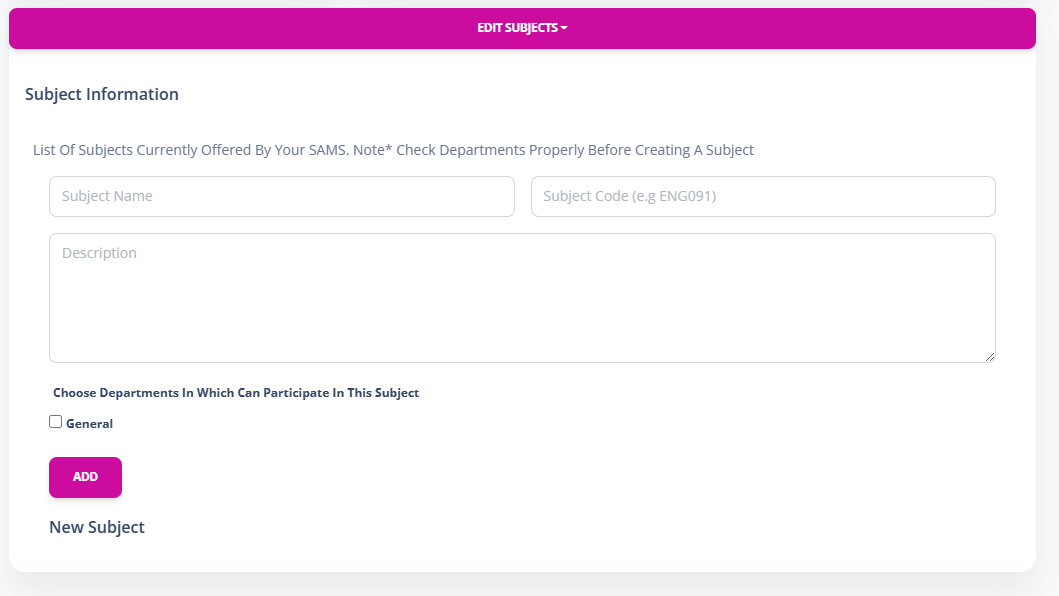 EDIT SUBJECTS
Subject Information
List Of Subjects Currently Offered By Your SAMS. Note* Check Departments Properly Before Creating A Subject
Subject Name
Subject Code (e.g ENG091)
Description
Choose Departments In Which Can Participate In This Subject
General
ADD
New Subject